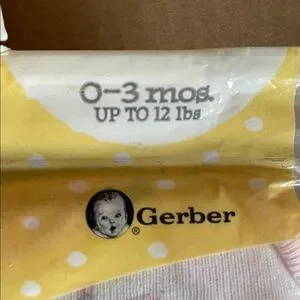 0-3 mos.
UP TO 12 lbs
Gerber®